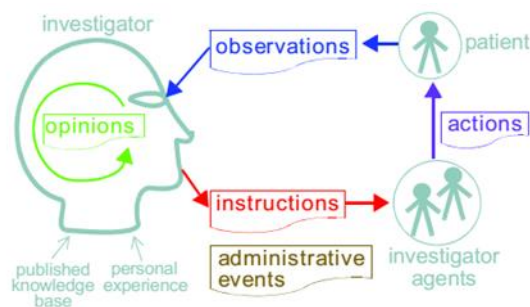 investigator
observations
patient
opinions
actions
instructions
administrative
events
investigator
agents
published
knowledge
base
personal
experience